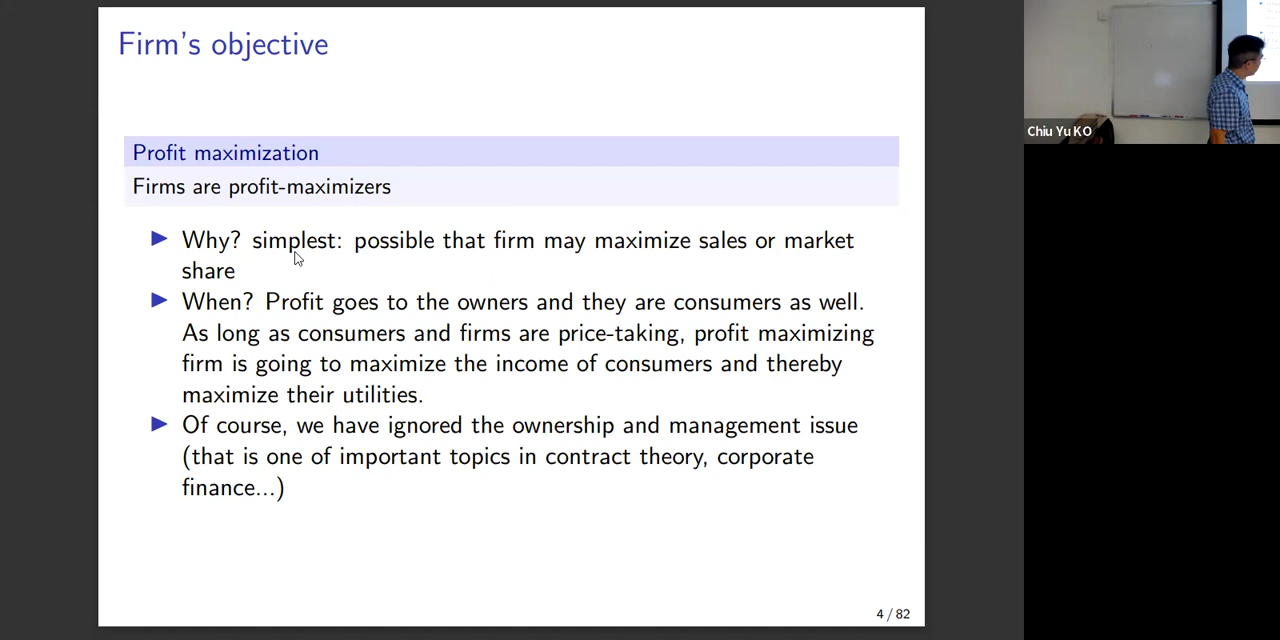 Firm's objective
Profit maximization
Firms are profit-maximizers
Why? simplest: possible that firm may maximize sales or market
share
When? Profit goes to the owners and they are consumers as well.
As long as consumers and firms are price-taking, profit maximizing
firm is going to maximize the income of consumers and thereby
maximize their utilities.
Of course, we have ignored the ownership and management issue
(that is one of important topics in contract theory, corporate
finance...)
4 / 82
Chiu Yu KO